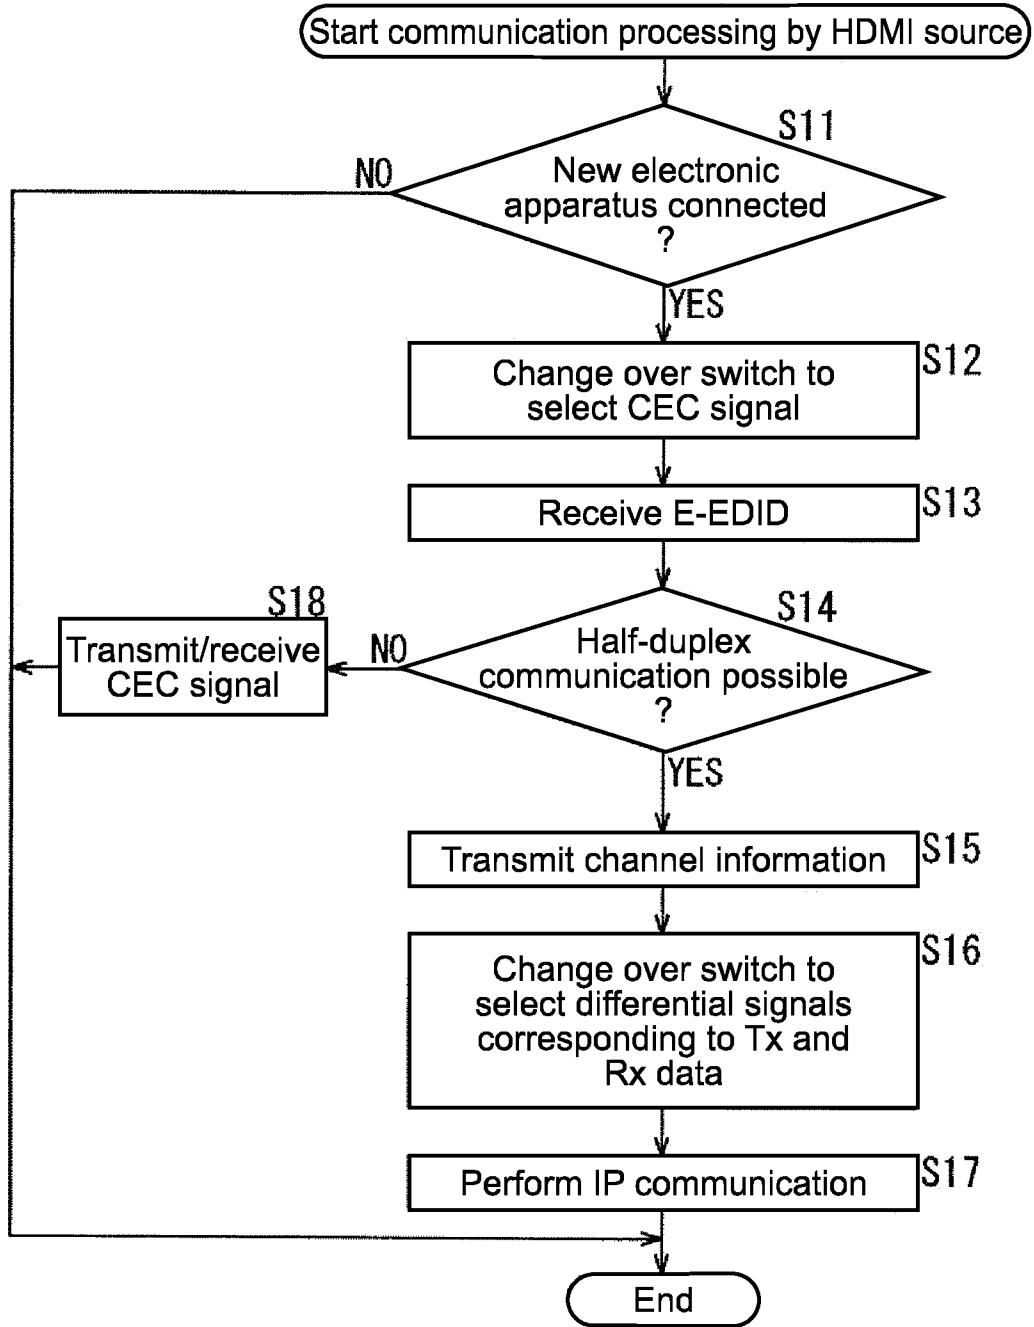 Start communication processing by HDMI source
S11
NO
New electronic
apparatus connected
?
YES
S12
Change over switch to
select CEC signal
S13
Receive E-EDID
S18
S14
Transmit/receive
CEC signal
NO
Half-duplex
communication possible
?
YES
S15
Transmit channel information
S16
Change over switch to
select differential signals
corresponding to Tx and
Rx data
S17
Perform IP communication
End